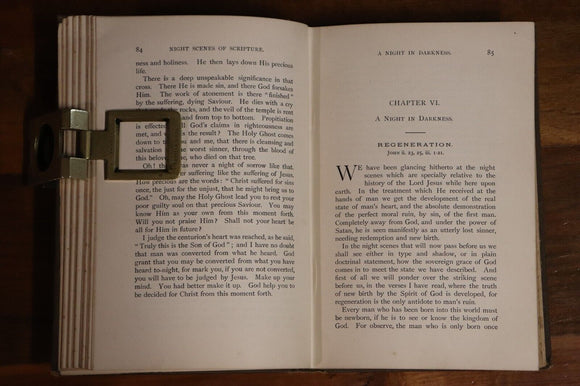 84 NIGHT SCENES OF SCRIPTURE.
ness and holiness. He then lays down His precious
life.
There is a deep unspeakable significance in that
cross. There He is made sin, and there God forsakes
Him. The work of atonement is there "finished"
by the suffering, dying Saviour. He dies with a cry
the rocks, and the veil of the temple is rent
and from top to bottom. Propitiation
is effected all God's claims in righteousness are
met, and is the result? The Holy Ghost comes
down to that there is cleansing and
salvation worst sinner, through the blood of
this belove ne, who died on that tree.
Oh! was never a night of sorrow like that.
er suffering like the suffering of Jesus.
How precious are the words: "Christ suffered for sins
once, the just for the unjust, that he might bring us to
God." Oh, may the Holy Ghost lead you to rest your
poor guilty soul on that precious Saviour. You may
know Him as your own from this moment forth.
Will you not praise Him? Shall not your heart be
all for Him in future?
I judge the centurion's heart was reached, as he said,
"Truly this is the Son of God"; and I have no doubt
that man was converted from what he heard. God
grant that you may be converted from what you have
heard to-night, for mark you, if you are not converted,
you will have to be judged by Jesus. Make up your
mind. You had better make it up. God help you to
be decided for Christ from this moment forth.
A NIGHT IN DARKNESS. 85
CHAPTER VI.
A NIGHT IN DARKNESS.
REGENERATION.
JOHN ii. 23, 25, iii. 1-21.
WE have been glancing hitherto at the night
scenes which are specially relative to the
history of the Lord Jesus while here upon
earth. In the treatment which He received at the
hands of man we get the development of the real
state of man's heart, and the absolute demonstration
of the perfect moral ruin, by sin, of the first man.
Completely away from God, and under the power of
Satan, he is seen manifestly as an utterly lost sinner,
needing redemption and new birth.
In the night scenes that will now pass before us we
shall see either in type and shadow, or in plain
doctrinal statement, how the sovereign grace of God
comes in to meet the state we have described. And
first of all we will ponder over the striking scene
before us, in the verses I have read, where the truth
of new birth by the Spirit of God is developed, for
regeneration is the only antidote to man's ruin.
Every man who has been born into this world must
be newborn, if he is to see or know the kingdom of
God. For observe, the man who is only born once